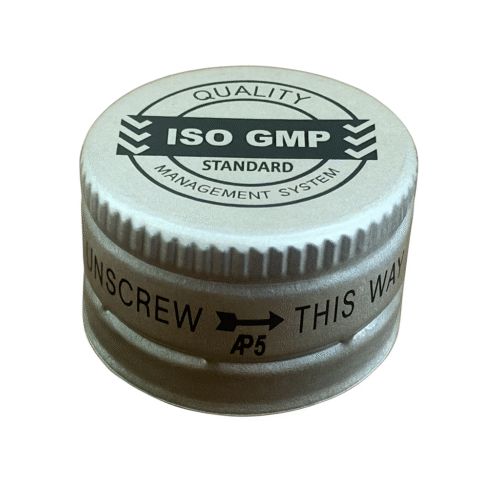 QUALITY
ISO GMP
STANDARD
MANAGEMENT SYSTEM
UNSCREW THIS WAY
AP5